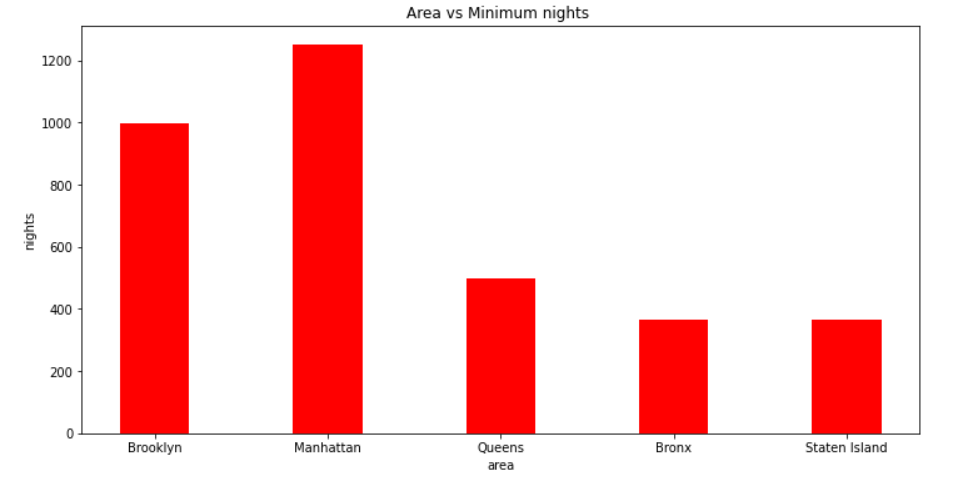 Area vs Minimum nights
1200
1000
800
600
400
200
0
nights
Brooklyn Manhattan Queens Bronx Staten Island
area